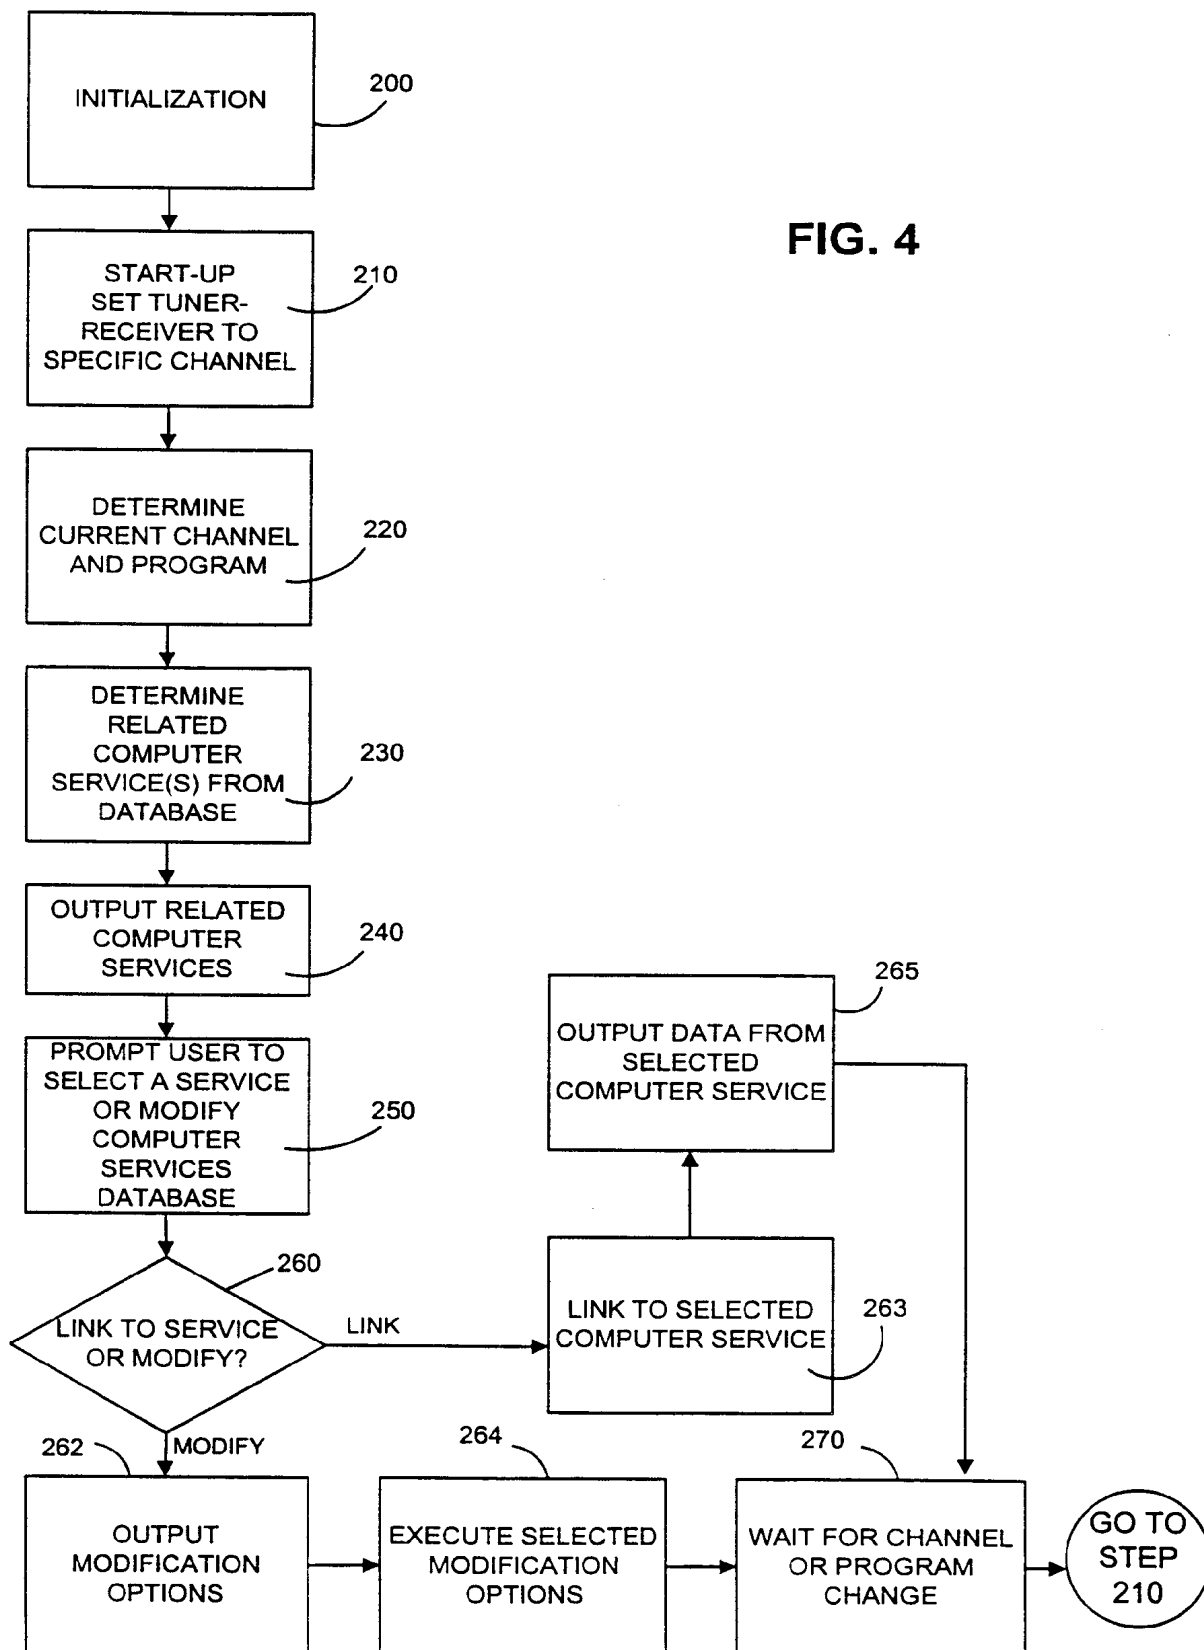 INITIALIZATION
200
FIG. 4
START-UP
SET TUNER-
RECEIVER TO
SPECIFIC CHANNEL
210
DETERMINE
CURRENT CHANNEL
AND PROGRAM
220
DETERMINE
RELATED
COMPUTER
SERVICE(S) FROM
DATABASE
230
OUTPUT RELATED
COMPUTER
SERVICES
240
PROMPT USER TO
SELECT A SERVICE
OR MODIFY
COMPUTER
SERVICES
DATABASE
250
265
OUTPUT DATA FROM
SELECTED
COMPUTER SERVICE
260
LINK TO SERVICE
OR MODIFY?
LINK
LINK TO SELECTED
COMPUTER SERVICE
263
MODIFY
262
OUTPUT
MODIFICATION
OPTIONS
264
EXECUTE SELECTED
MODIFICATION
OPTIONS
270
WAIT FOR CHANNEL
OR PROGRAM
CHANGE
GO TO
STEP
210